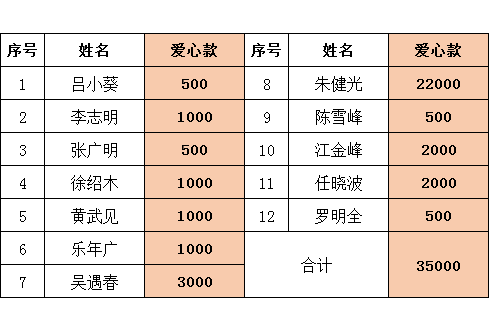 序号 姓名 爱心款 序号 姓名 爱心款
1 吕小葵 500 8 朱健光 22000
2 李志明 1000 9 陈雪峰 500
3 张广明 500 10 江金峰 2000
4 徐绍木 1000 11 任晓波 2000
5 黄武见 1000 12 罗明全 500
6 乐年广 1000 合计 35000
7 吴遇春 3000